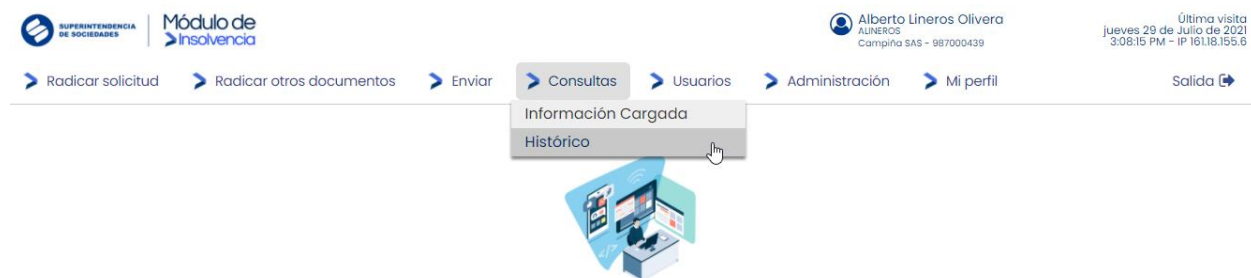 SUPERINTENDENCIA
DE SOCIEDADES
Módulo de
Insolvencia
Alberto Lineros Olivera
ALINEROS
Campiña SAS - 987000439
Última visita
jueves 29 de Julio de 2021
3:08:15 PM - IP 161.18.155.6
Radicar solicitud
Radicar otros documentos
Enviar
Consultas
Usuarios
Administración
Mi perfil
Salida
Información Cargada
Histórico